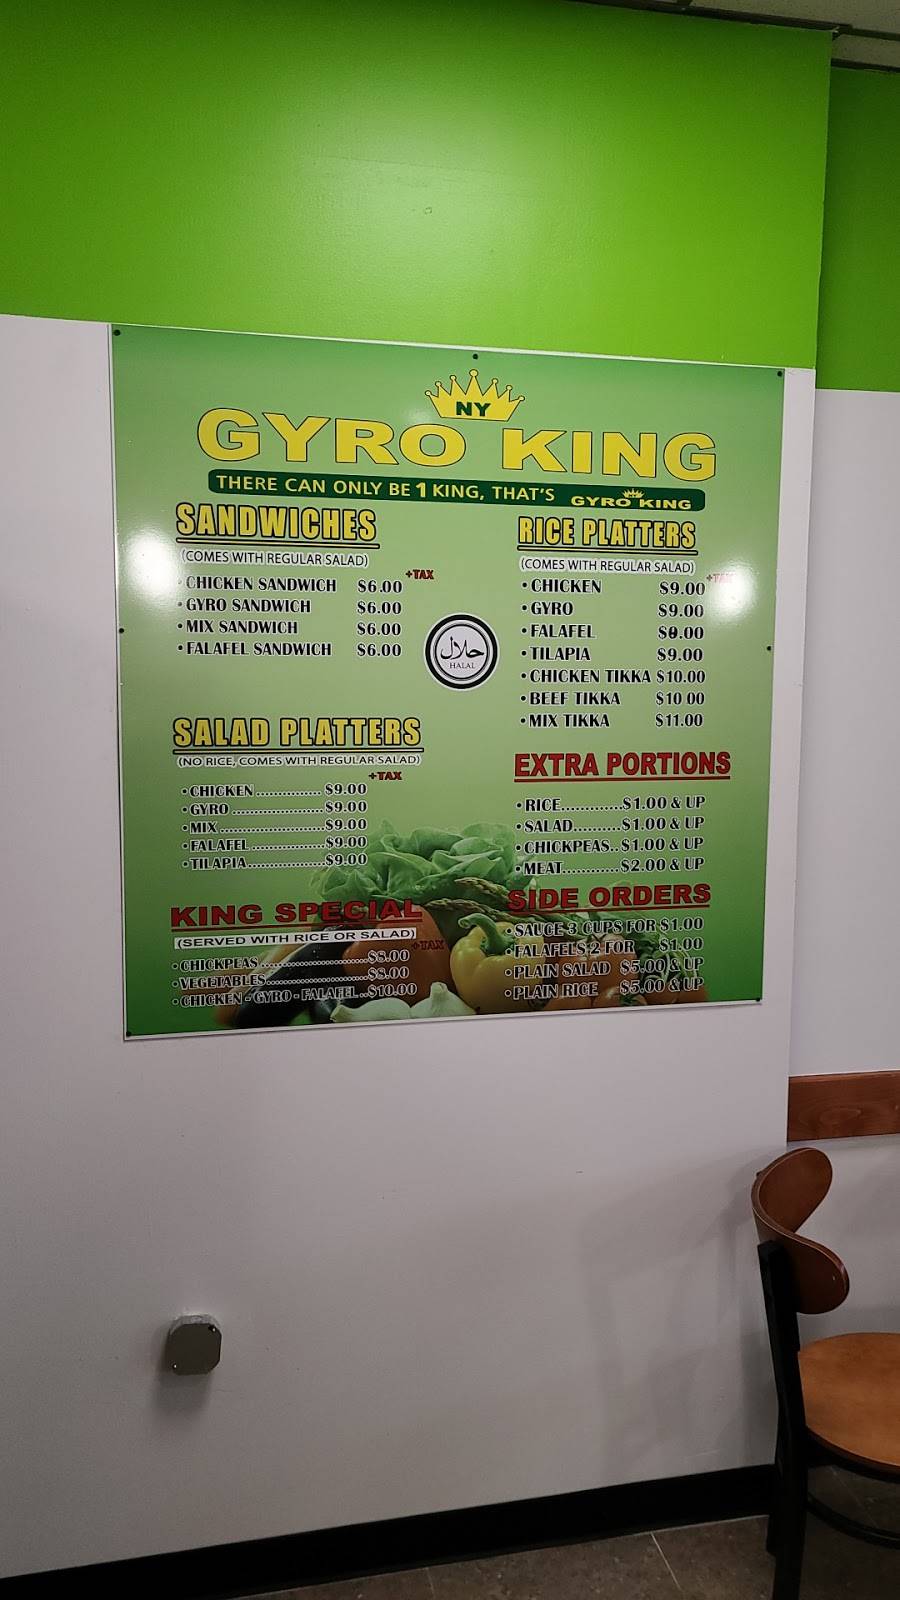 NY
GYRO KING
THERE CAN ONLY BE 1 KING, THAT'S GYRO KING
SANDWICHES
(COMES WITH REGULAR SALAD)
+TAX
• CHICKEN SANDWICH $6.00
• GYRO SANDWICH $6.00
• MIX SANDWICH $6.00
• FALAFEL SANDWICH $6.00
حلال
HALAL
SALAD PLATTERS
(NO RICE, COMES WITH REGULAR SALAD)
+TAX
• CHICKEN.............. $9.00
• GYRO....................$9.00
• MIX.......................$9.00
• FALAFEL................$9.00
• TILAPIA.................$9.00
KING SPECIAL
(SERVED WITH RICE OR SALAD)
+TAX
• CHICKPEAS.........................$8.00
• VEGETABLES........................$8.00
• CHICKEN - GYRO - FALAFEL..$10.00
RICE PLATTERS
(COMES WITH REGULAR SALAD)
+TAX
• CHICKEN $9.00
• GYRO $9.00
• FALAFEL $9.00
• TILAPIA $9.00
• CHICKEN TIKKA $10.00
• BEEF TIKKA $10.00
• MIX TIKKA $11.00
EXTRA PORTIONS
• RICE............$1.00 & UP
• SALAD..........$1.00 & UP
• CHICKPEAS..$1.00 & UP
• MEAT............$2.00 & UP
SIDE ORDERS
• SAUCE 3 CUPS FOR $1.00
• FALAFELS 2 FOR $1.00
• PLAIN SALAD $5.00 & UP
• PLAIN RICE $5.00 & UP